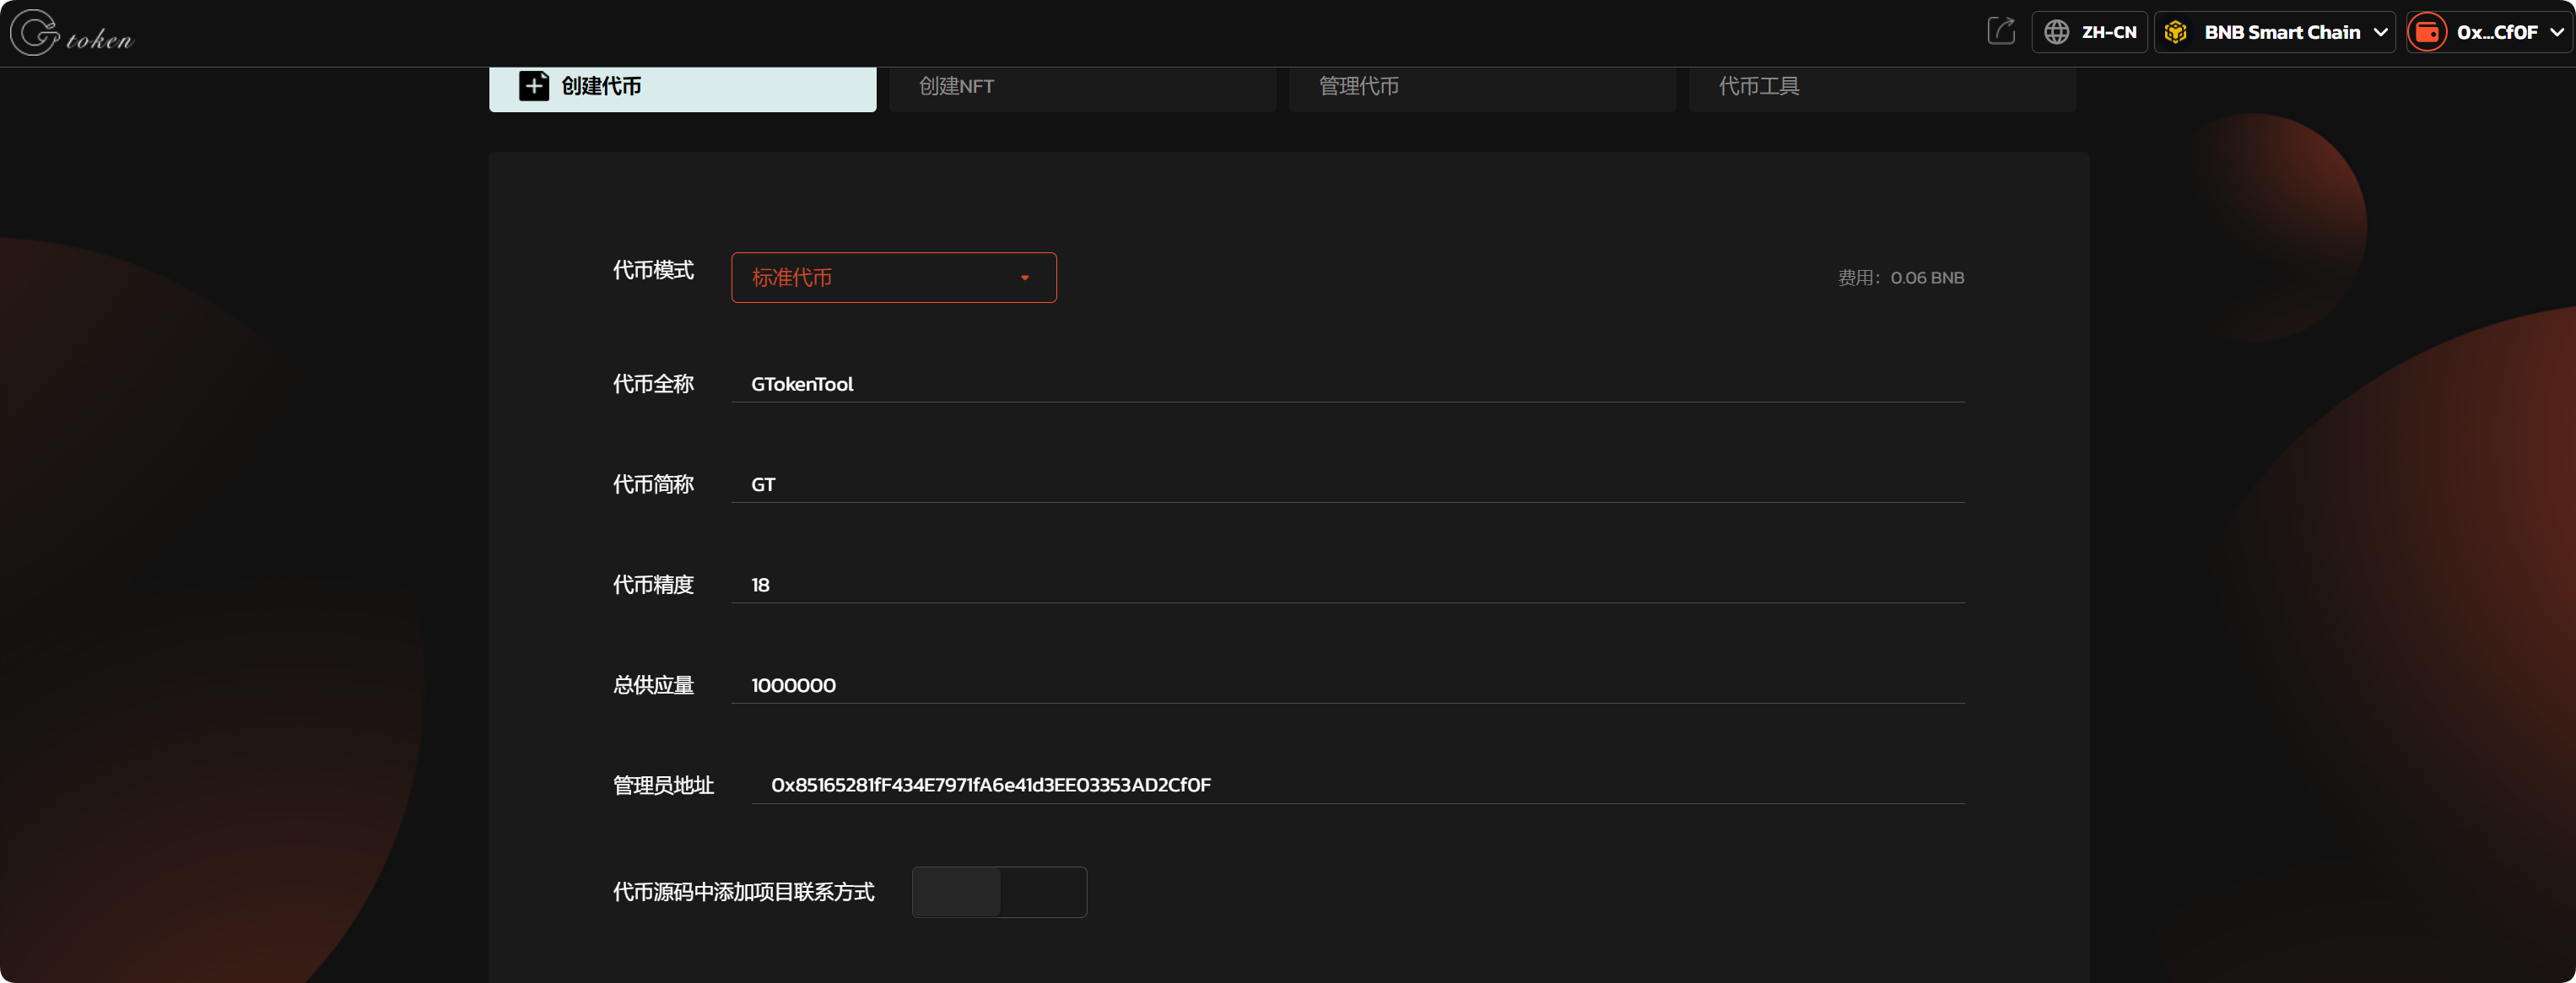 Gtoken
ZH-CN
BNB Smart Chain
0x...Cf0F
创建代币
创建NFT
管理代币
代币工具
代币模式
标准代币
费用：0.06 BNB
代币全称
GTokenTool
代币简称
GT
代币精度
18
总供应量
1000000
管理员地址
0x85165281fF434E7971fA6e41d3EE03353AD2Cf0F
代币源码中添加项目联系方式